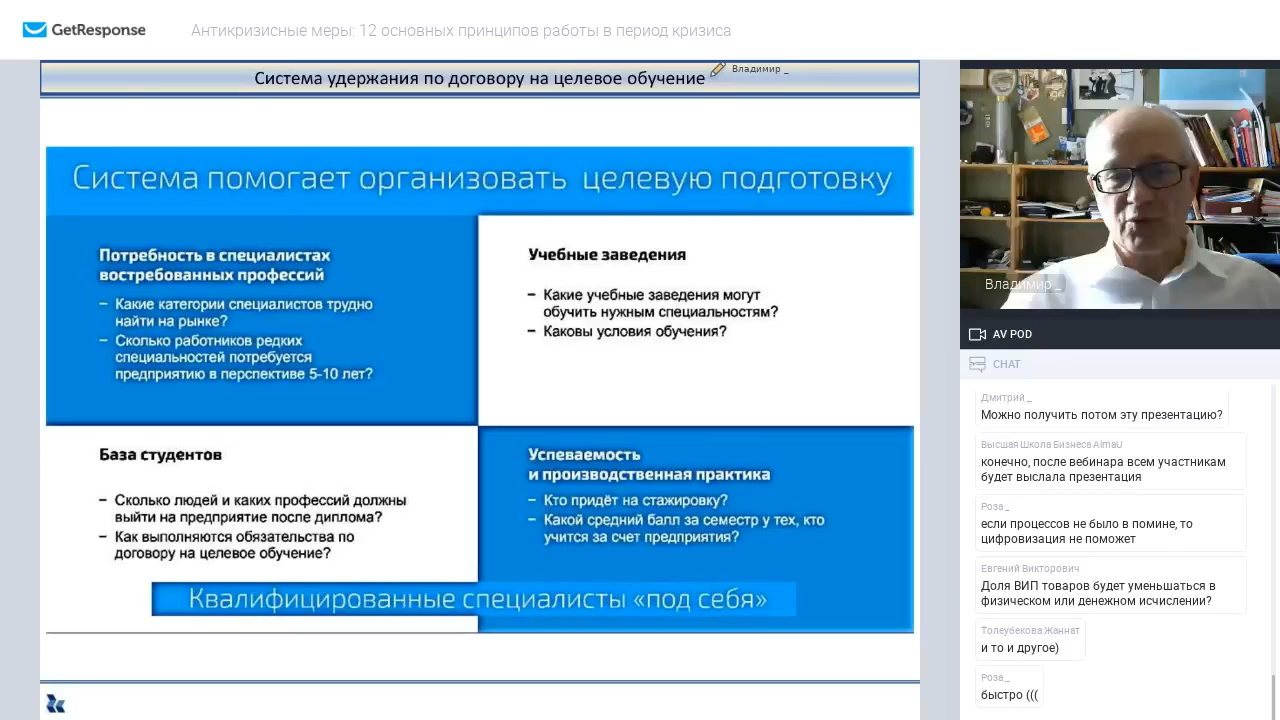 GetResponse
Антикризисные меры: 12 основных принципов работы в период кризиса
Система удержания по договору на целевое обучение
Владимир _
Система помогает организовать целевую подготовку
Потребность в специалистах
востребованных профессий
– Какие категории специалистов трудно
найти на рынке?
– Сколько работников редких
специальностей потребуется
предприятию в перспективе 5-10 лет?
Учебные заведения
– Какие учебные заведения могут
обучить нужным специальностям?
– Каковы условия обучения?
База студентов
– Сколько людей и каких профессий должны
выйти на предприятие после диплома?
– Как выполняются обязательства по
договору на целевое обучение?
Успеваемость
и производственная практика
– Кто придёт на стажировку?
– Какой средний балл за семестр у тех, кто
учится за счет предприятия?
Квалифицированные специалисты «под себя»
Владимир _
AV POD
CHAT
Дмитрий _
Можно получить потом эту презентацию?
Высшая Школа Бизнеса AlmaU
конечно, после вебинара всем участникам
будет выслала презентация
Роза _
если процессов не было в помине, то
цифровизация не поможет
Евгений Викторович
Доля ВИП товаров будет уменьшаться в
физическом или денежном исчислении?
Толеубекова Жаннат
и то и другое)
Роза _
быстро (((